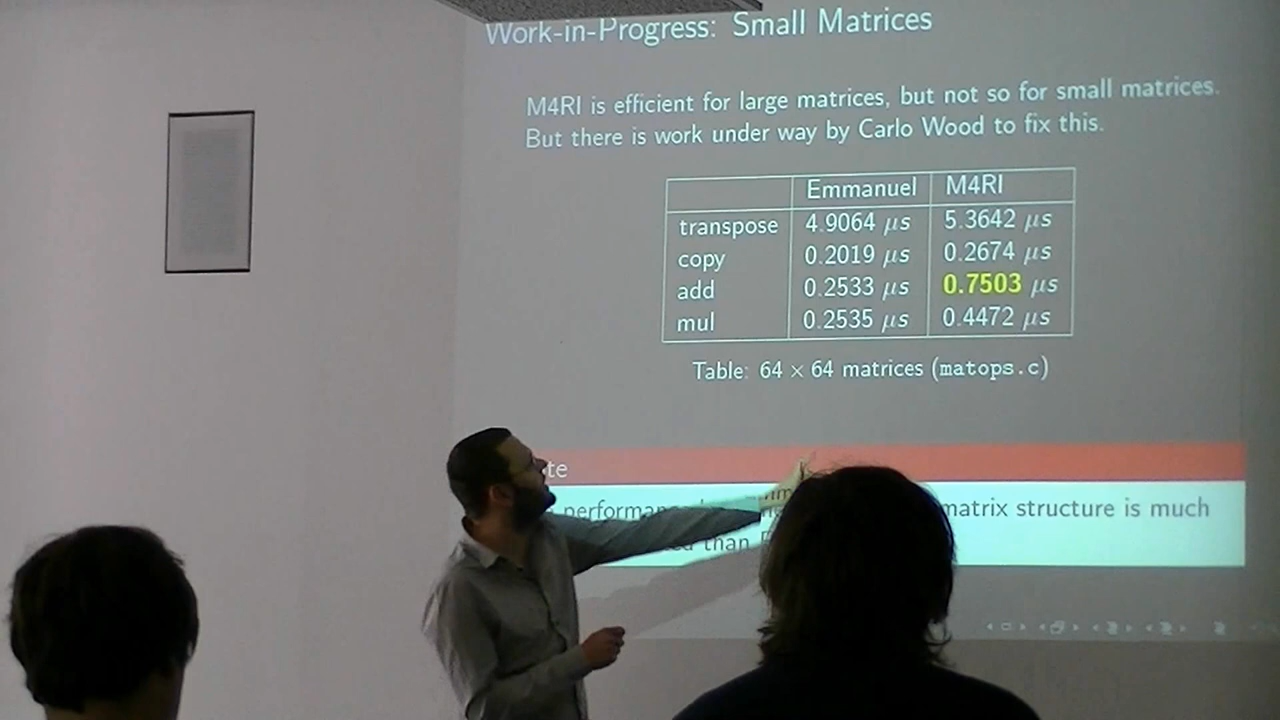 Work-in-Progress: Small Matrices
M4RI is efficient for large matrices, but not so for small matrices.
But there is work under way by Carlo Wood to fix this.
Emmanuel M4RI
transpose 4.9064 μs 5.3642 μs
copy 0.2019 μs 0.2674 μs
add 0.2533 μs 0.7503 μs
mul 0.2535 μs 0.4472 μs
Table: 64 × 64 matrices (matops.c)
matrix structure is much
than